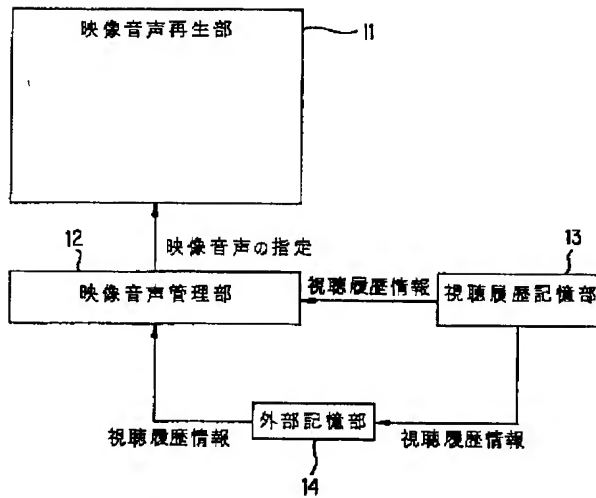 映像音声再生部
11
映像音声の指定
12
映像音声管理部
視聴履歴情報
13
視聴履歴記憶部
視聴履歴情報
外部記憶部
視聴履歴情報
14